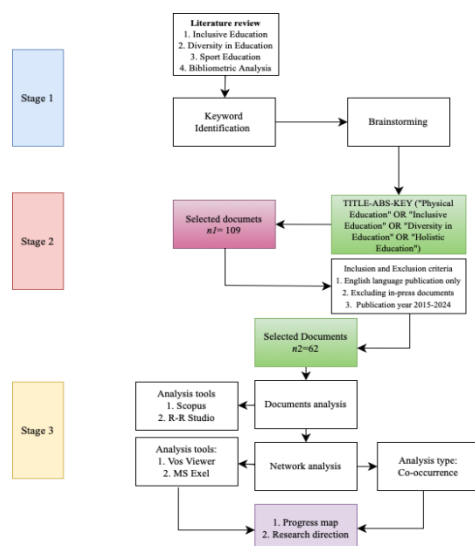 Literature review
1. Inclusive Education
2. Diversity in Education
3. Sport Education
4. Bibliometric Analysis
Stage 1
Keyword
Identification
Brainstorming
Stage 2
Selected documets
n1= 109
TITLE-ABS-KEY ("Physical
Education" OR "Inclusive
Education" OR "Diversity in
Education" OR "Holistic
Education")
Inclusion and Exclusion criteria
1. English language publication only
2. Excluding in-press documents
3. Publication year 2015-2024
Selected Documents
n2=62
Stage 3
Analysis tools
1. Scopus
2. R-R Studio
Documents analysis
Analysis tools:
1. Vos Viewer
2. MS Exel
Network analysis
Analysis type:
Co-occurrence
1. Progress map
2. Research direction